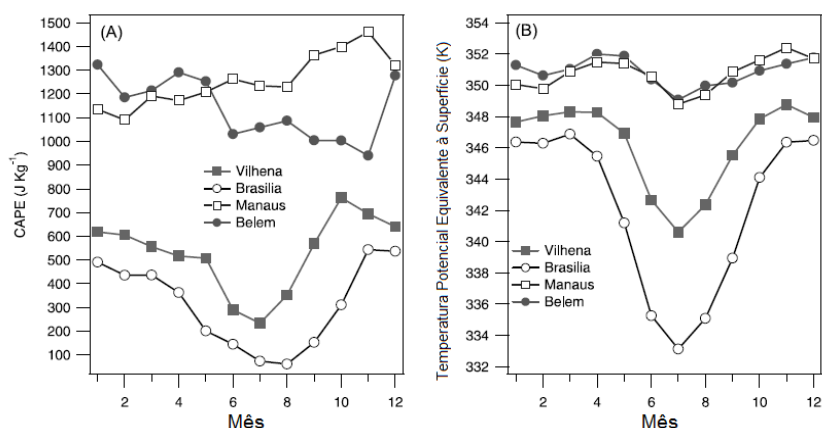 (A)
CAPE (J Kg⁻¹)
1500
1400
1300
1200
1100
1000
900
800
700
600
500
400
300
200
100
Vilhena
Brasilia
Manaus
Belem
2 4 6 8 10 12
Mês
(B)
Temperatura Potencial Equivalente à Superfície (K)
354
352
350
348
346
344
342
340
338
336
334
332
Vilhena
Brasilia
Manaus
Belem
2 4 6 8 10 12
Mês